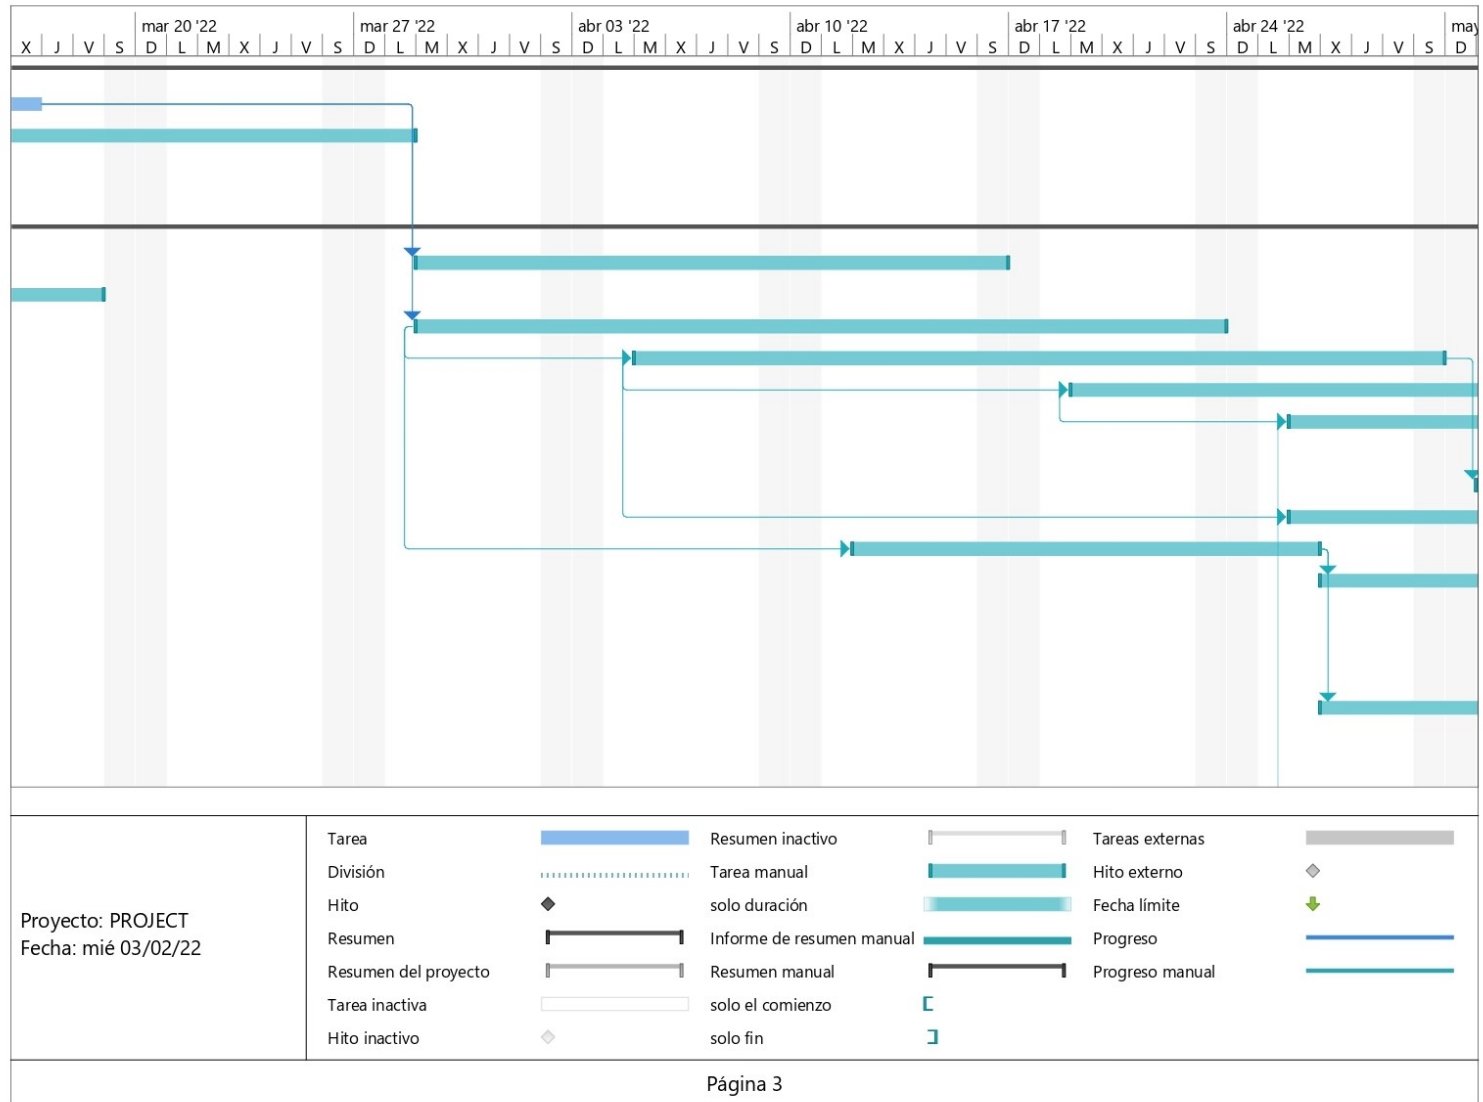 mar 20 '22 mar 27 '22 abr 03 '22 abr 10 '22 abr 17 '22 abr 24 '22 may
X J V S D L M X J V S D L M X J V S D L M X J V S D L M X J V S D L M X J V S D L M X J V S D
Tarea Resumen inactivo Tareas externas
División Tarea manual Hito externo
Hito solo duración Fecha límite
Resumen Informe de resumen manual Progreso
Resumen del proyecto Resumen manual Progreso manual
Tarea inactiva solo el comienzo
Hito inactivo solo fin
Proyecto: PROJECT
Fecha: mié 03/02/22
Página 3